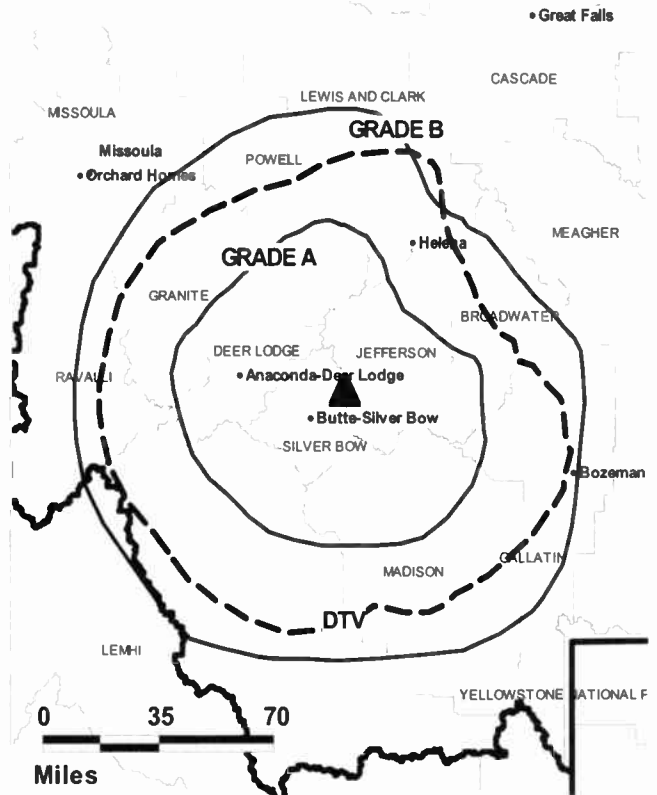 Great Falls
CASCADE
LEWIS AND CLARK
MISSOULA
GRADE B
Missoula
POWELL
Orchard Homes
MEAGHER
Helena
GRADE A
GRANITE
BROADWATER
DEER LODGE
JEFFERSON
RAVALLI
Anaconda-Deer Lodge
Butte-Silver Bow
SILVER BOW
Bozeman
GALLATIN
MADISON
DTV
LEMHI
YELLOWSTONE NATIONAL P
0 35 70
Miles